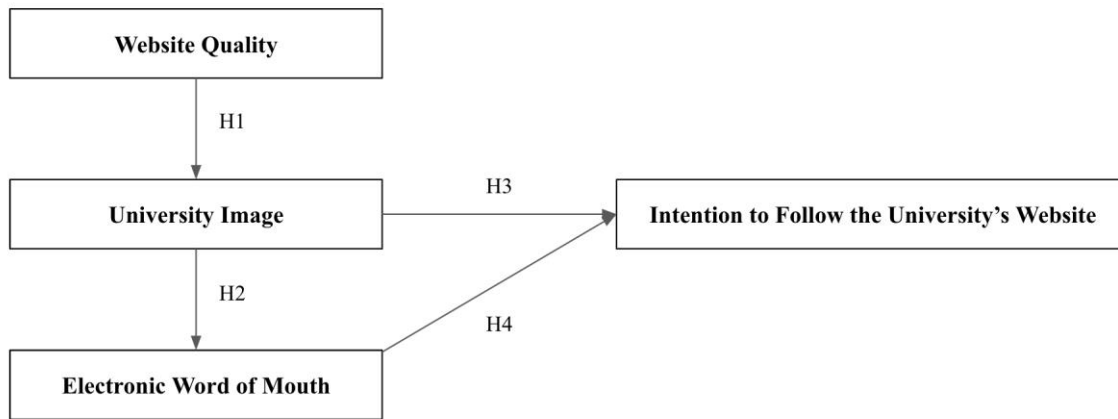 Website Quality
H1
H3
University Image
Intention to Follow the University’s Website
H2
H4
Electronic Word of Mouth